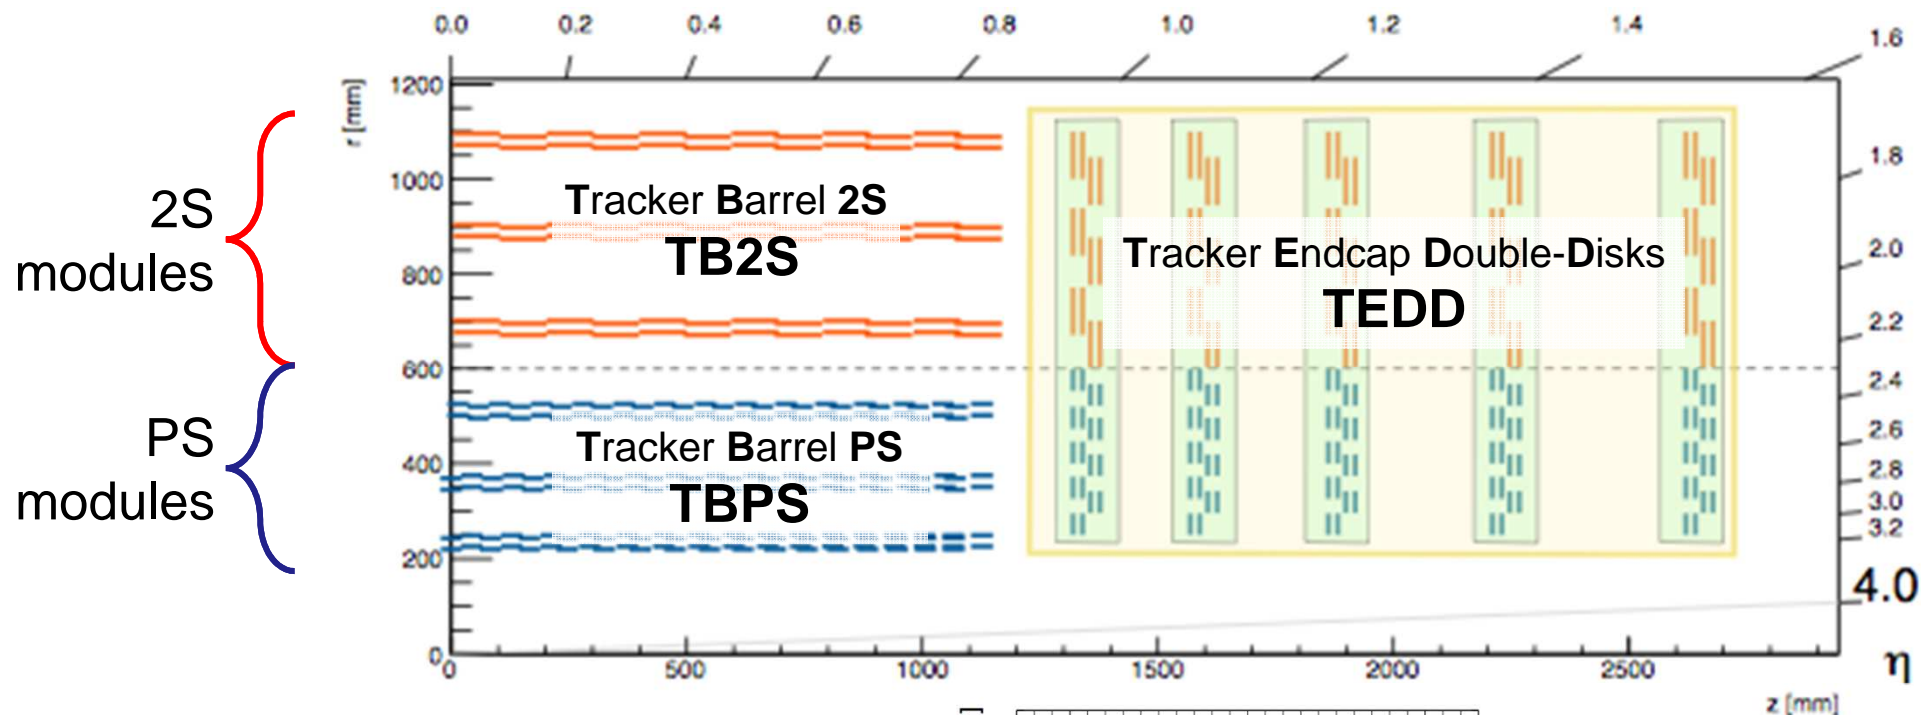 0.0 0.2 0.4 0.6 0.8 1.0 1.2 1.4 1.6
r [mm]
1200
1000
800
600
400
200
0
2S
modules
PS
modules
Tracker Barrel 2S
TB2S
Tracker Endcap Double-Disks
TEDD
Tracker Barrel PS
TBPS
1.8
2.0
2.2
2.4
2.6
2.8
3.0
3.2
4.0
η
0 500 1000 1500 2000 2500
z [mm]